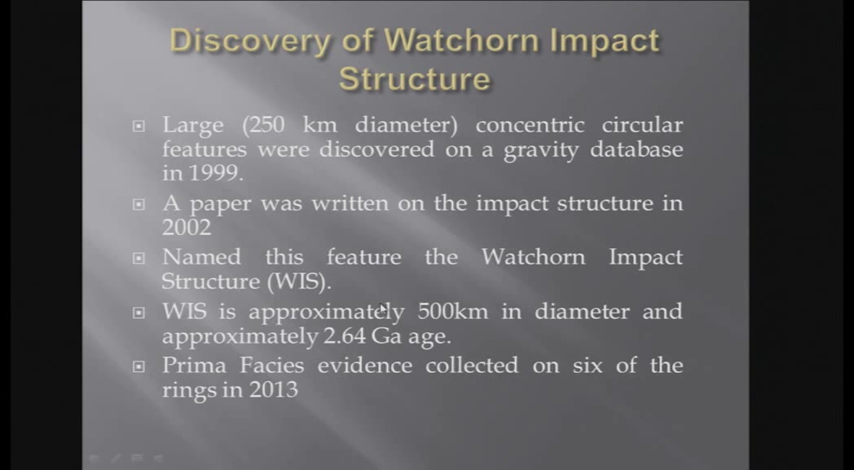 Discovery of Watchorn Impact
Structure
Large (250 km diameter) concentric circular
features were discovered on a gravity database
in 1999.
A paper was written on the impact structure in
2002
Named this feature the Watchorn Impact
Structure (WIS).
WIS is approximately 500km in diameter and
approximately 2.64 Ga age.
Prima Facies evidence collected on six of the
rings in 2013